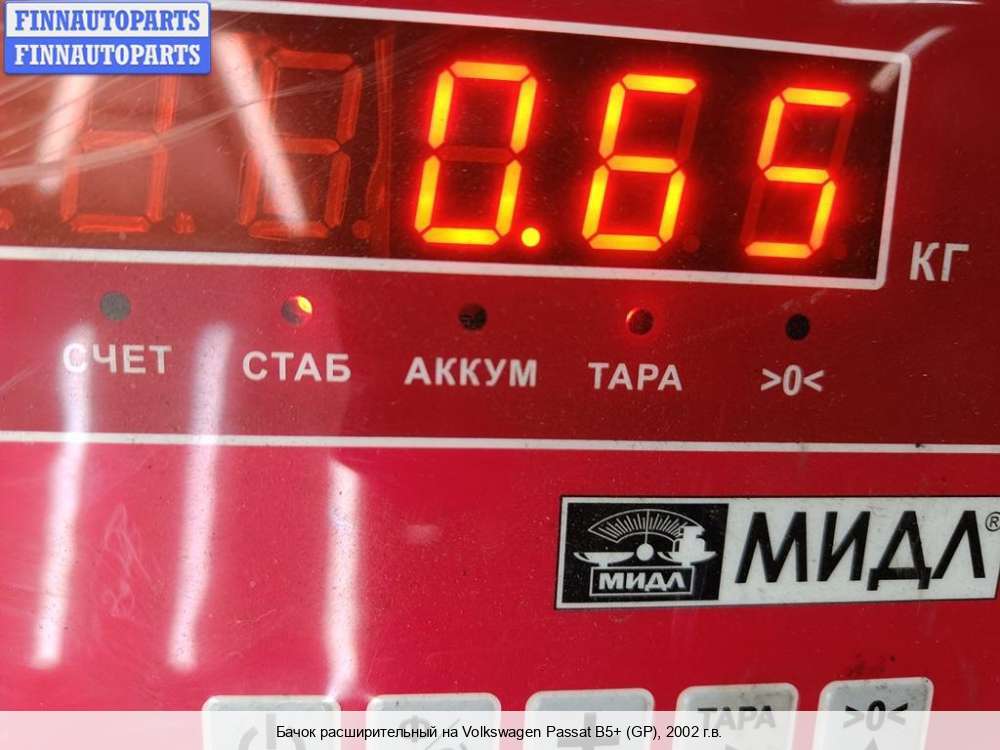 FINNAUTOPARTS
FINNAUTOPARTS
0.65
КГ
СЧЕТ
СТАБ
АККУМ
ТАРА
>0<
МИДЛ
МИДЛ®
ТАРА
>0<
Бачок расширительный на Volkswagen Passat B5+ (GP), 2002 г.в.